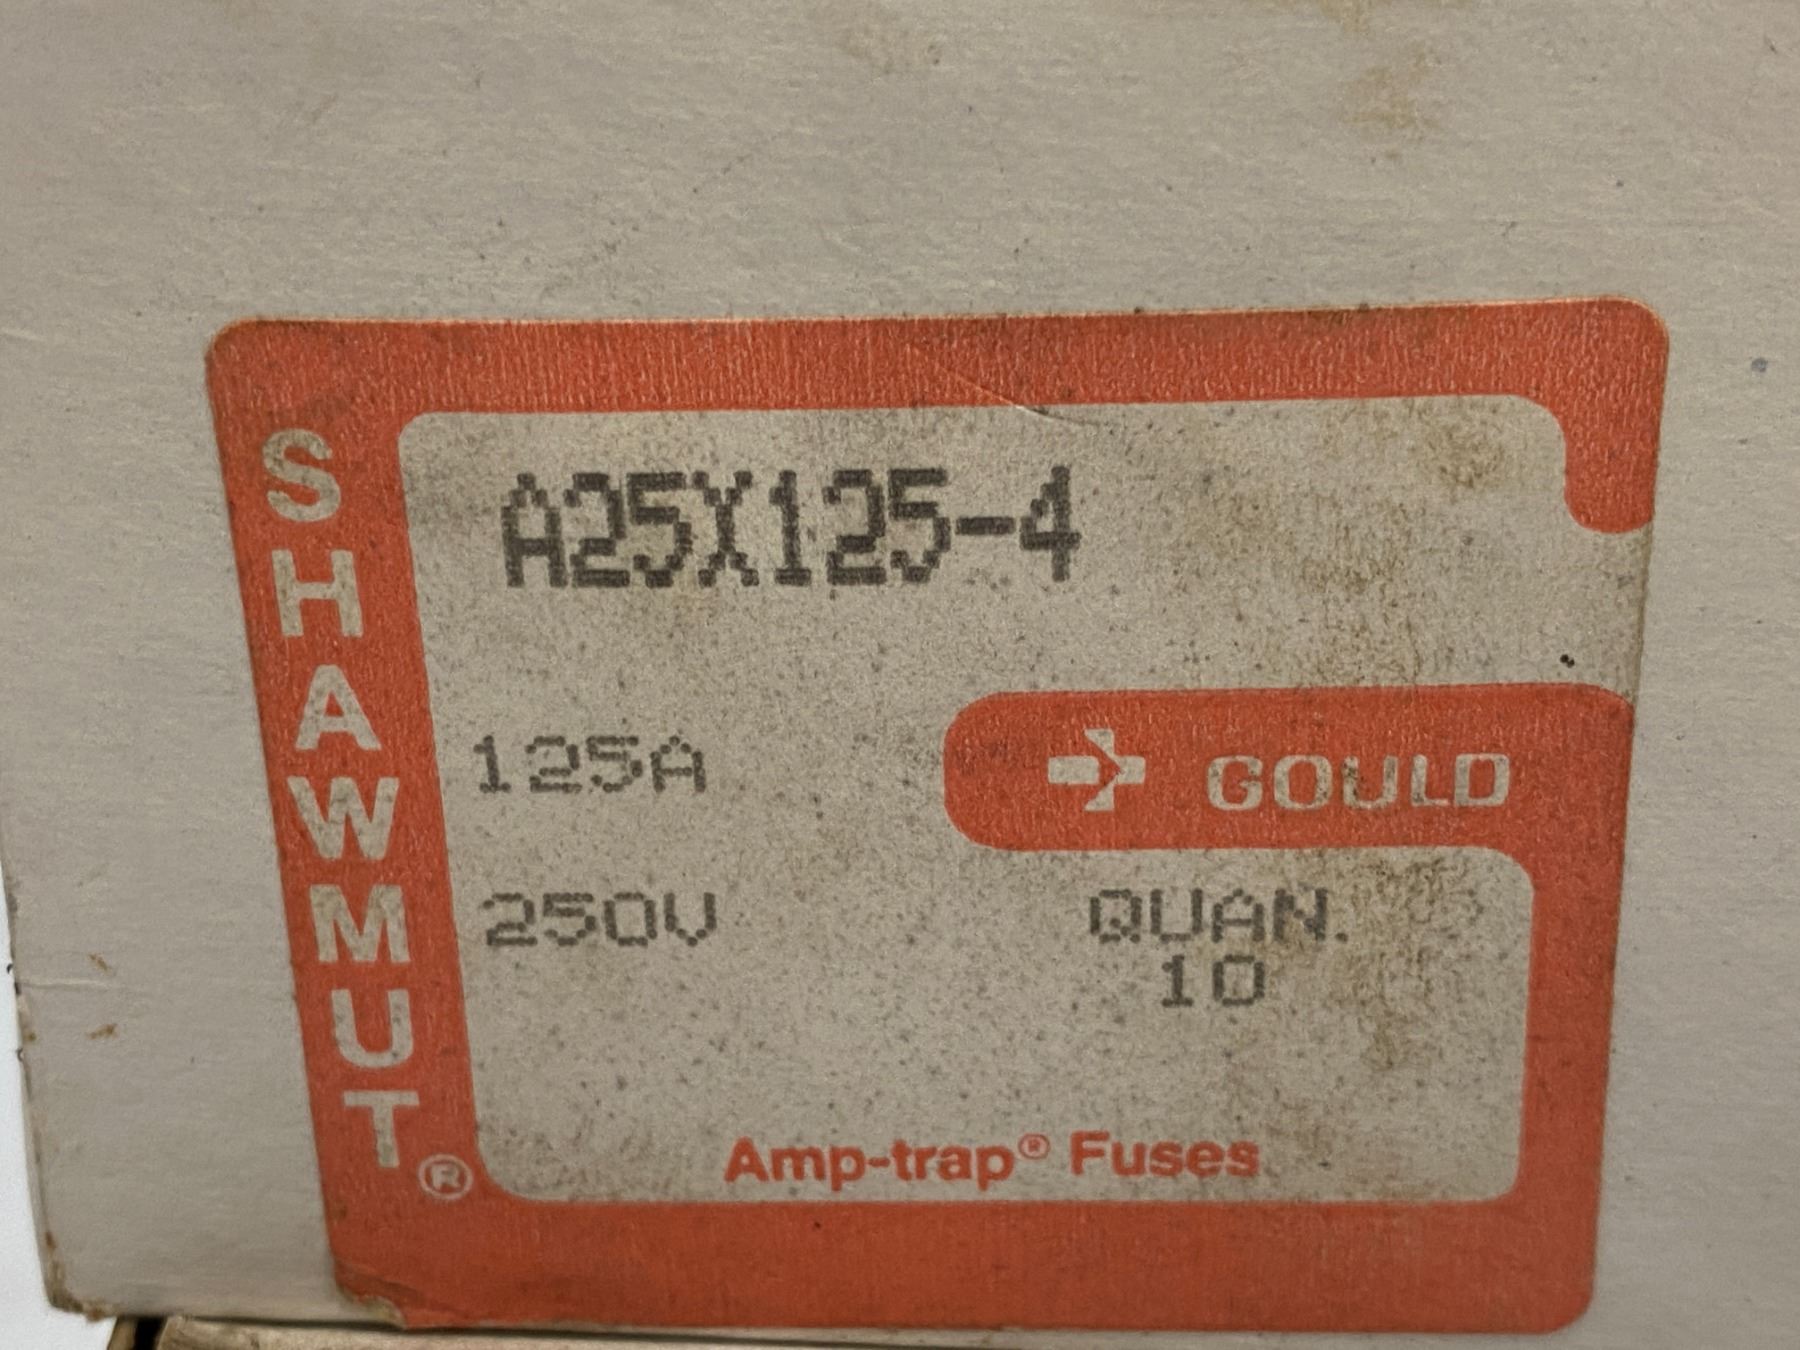 SHAWMUT®
A25X125-4
125A
GOULD
250V
QUAN.
10
Amp-trap® Fuses